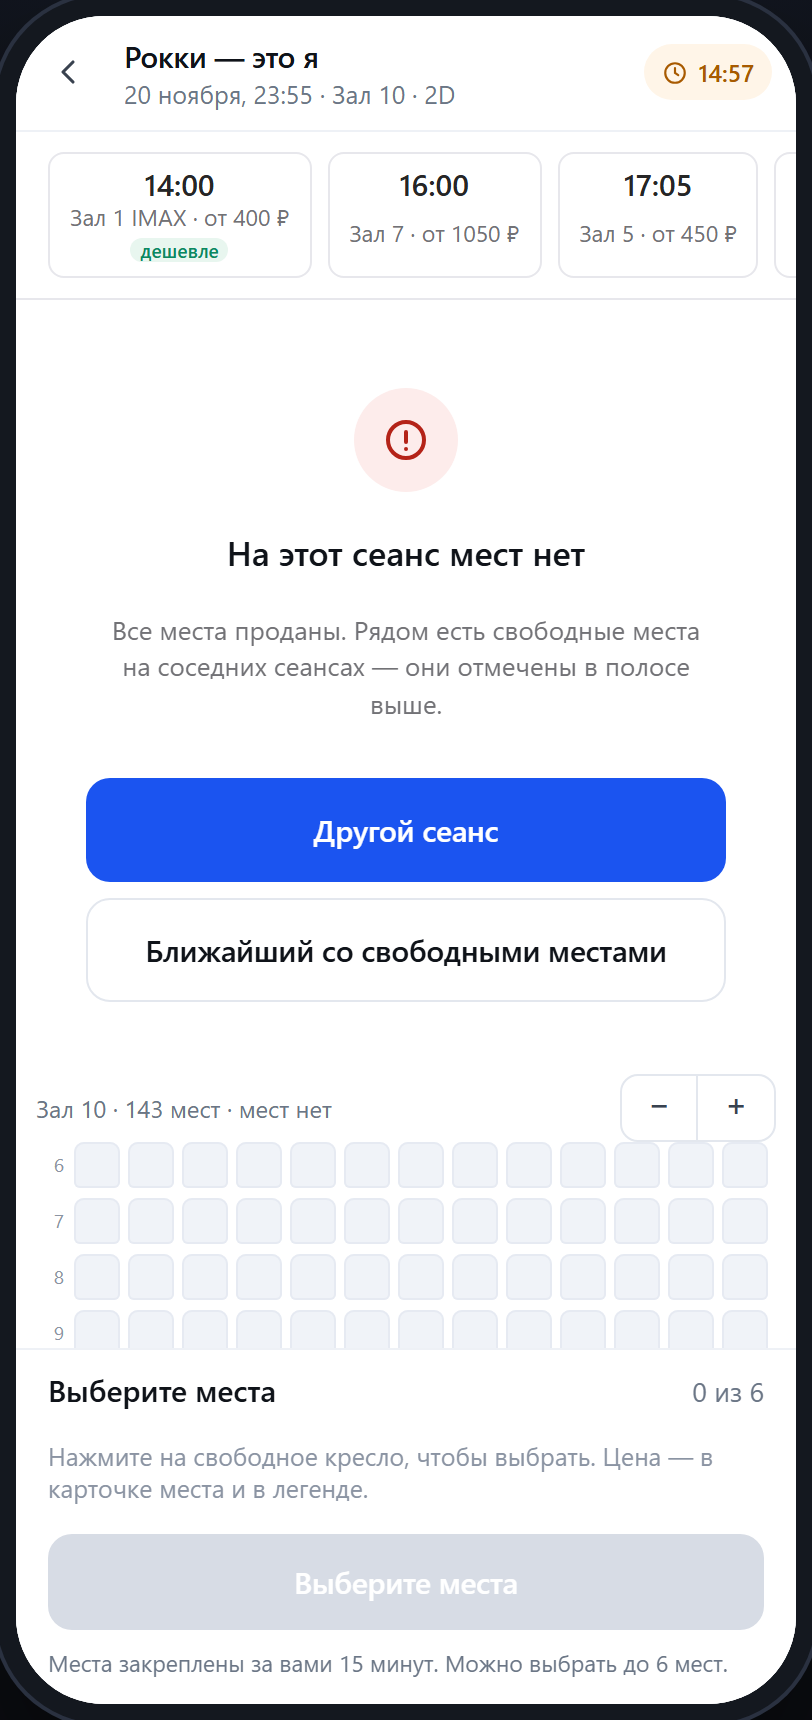 Рокки — это я
20 ноября, 23:55 · Зал 10 · 2D
14:57
14:00
Зал 1 IMAX · от 400 ₽
дешевле
16:00
Зал 7 · от 1050 ₽
17:05
Зал 5 · от 450 ₽
На этот сеанс мест нет
Все места проданы. Рядом есть свободные места
на соседних сеансах — они отмечены в полосе
выше.
Другой сеанс
Ближайший со свободными местами
Зал 10 · 143 мест · мест нет
− +
6
7
8
9
Выберите места
0 из 6
Нажмите на свободное кресло, чтобы выбрать. Цена — в
карточке места и в легенде.
Выберите места
Места закреплены за вами 15 минут. Можно выбрать до 6 мест.